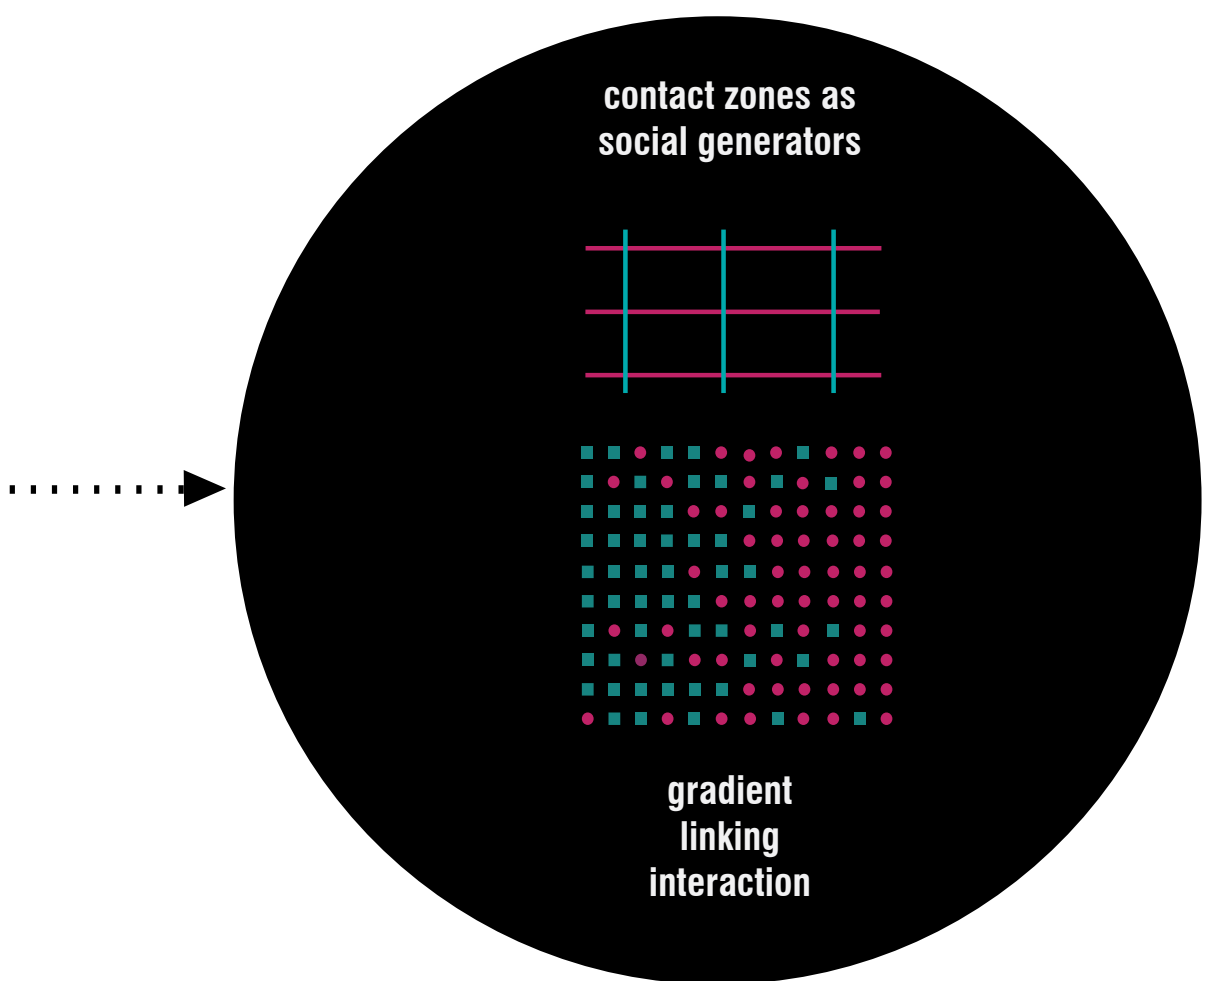 contact zones as
social generators
gradient
linking
interaction